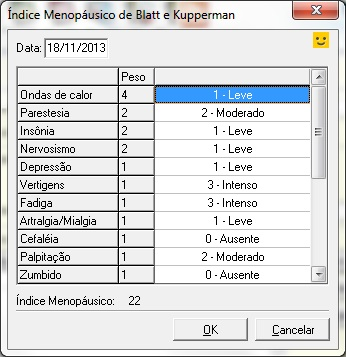 Índice Menopáusico de Blatt e Kupperman
Data: 18/11/2013
Peso
Ondas de calor 4 1 - Leve
Parestesia 2 2 - Moderado
Insônia 2 1 - Leve
Nervosismo 2 1 - Leve
Depressão 1 1 - Leve
Vertigens 1 3 - Intenso
Fadiga 1 3 - Intenso
Artralgia/Mialgia 1 1 - Leve
Cefaléia 1 0 - Ausente
Palpitação 1 2 - Moderado
Zumbido 1 0 - Ausente
Índice Menopáusico: 22
OK Cancelar